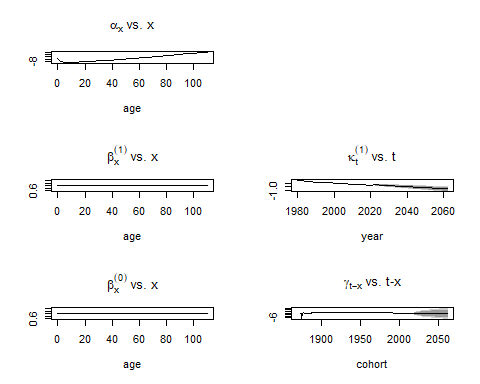 αx vs. x
-8
0 20 40 60 80 100
age
βx(1) vs. x
0.6
0 20 40 60 80 100
age
κt(1) vs. t
-1.0
1980 2000 2020 2040 2060
year
βx(0) vs. x
0.6
0 20 40 60 80 100
age
γt−x vs. t-x
-6
1900 1950 2000 2050
cohort